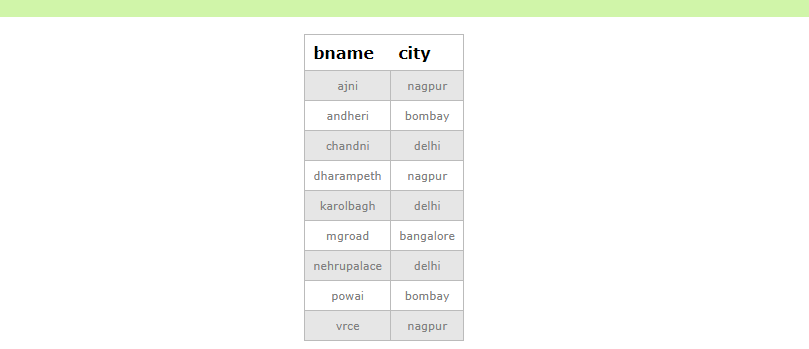 bname city
ajni nagpur
andheri bombay
chandni delhi
dharampeth nagpur
karolbagh delhi
mgroad bangalore
nehrupalace delhi
powai bombay
vrce nagpur